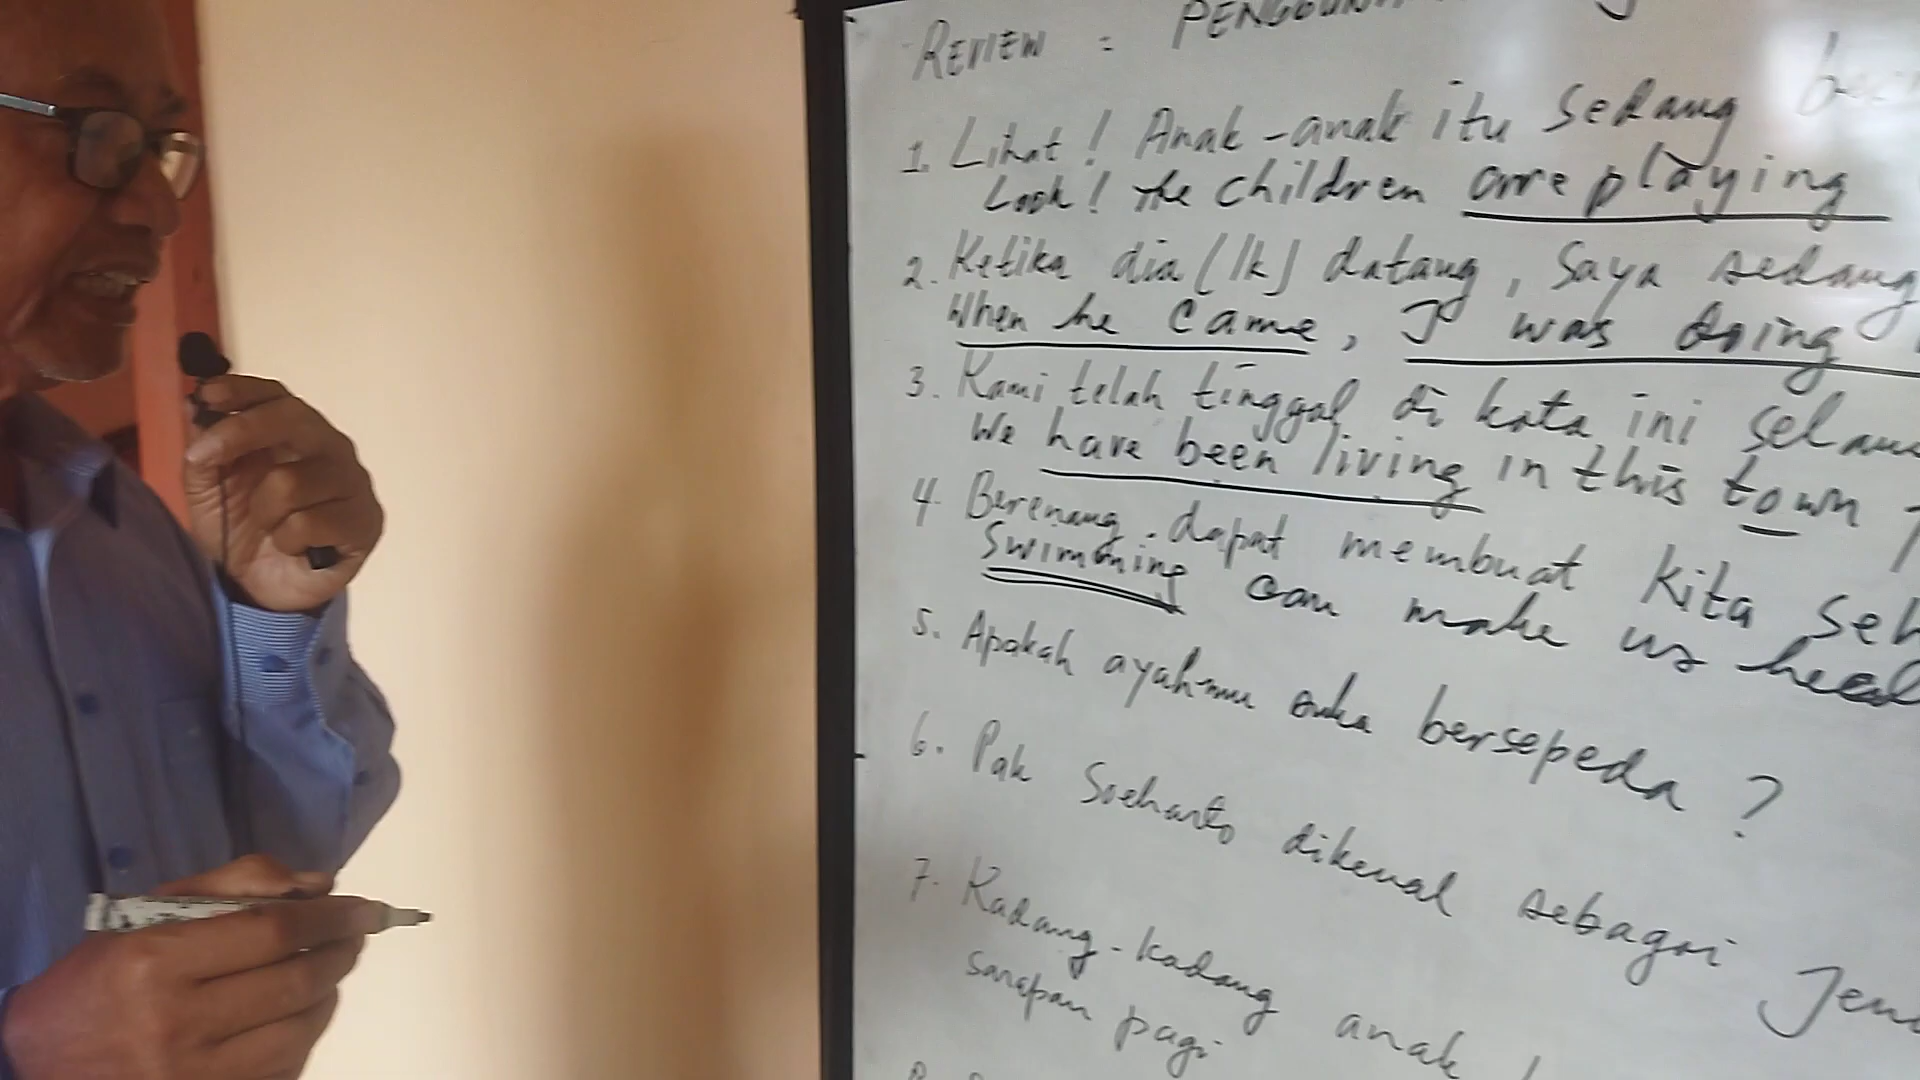 REVIEW :
1. Lihat! Anak-anak itu sedang
Look! the children are playing
2. Ketika dia (lk) datang, saya sedang
When he came, I was doing
3. Kami telah tinggal di kota ini
We have been living in this town
4. Berenang dapat membuat kita
Swimming can make us
5. Apakah ayahmu suka bersepeda?
6. Pak Soeharto dikenal sebagai
7. Kadang-kadang anak
sarapan pagi